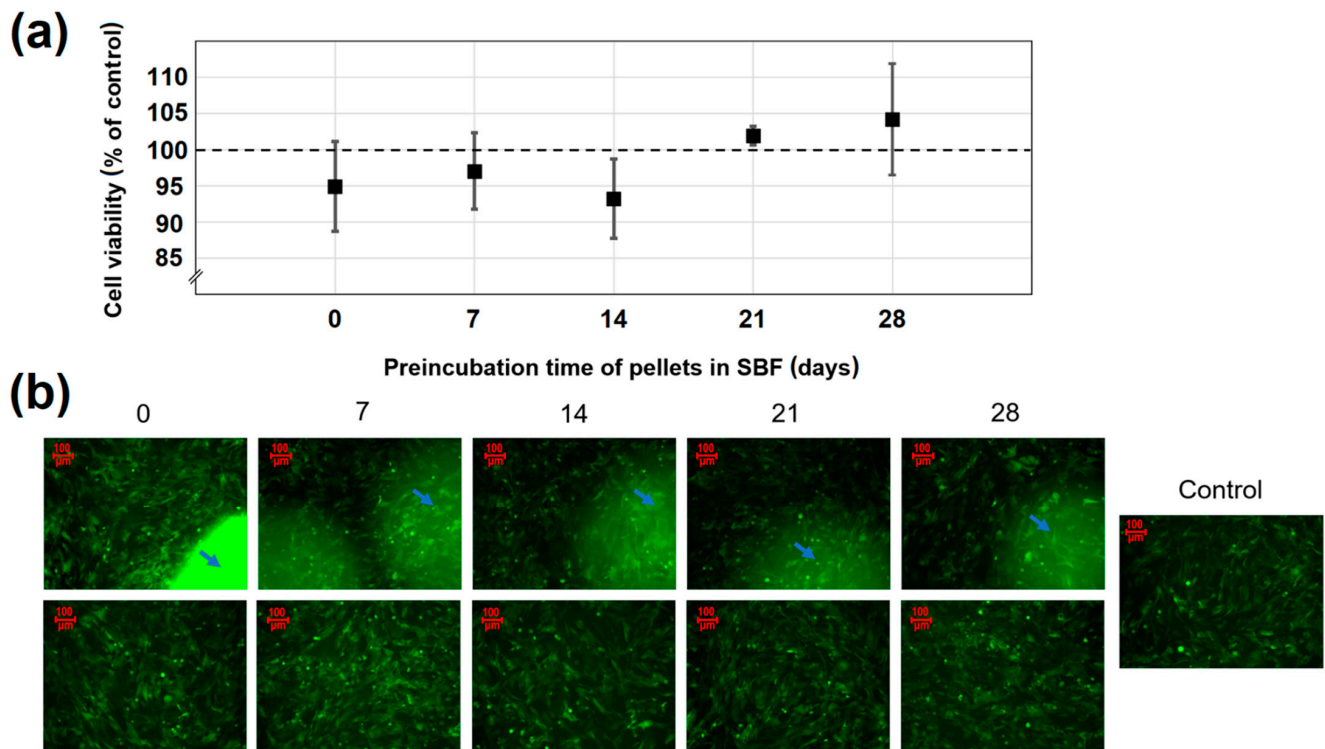 (a)
Cell viability (% of control)
110
105
100
95
90
85
0 7 14 21 28
Preincubation time of pellets in SBF (days)
(b)
0 7 14 21 28
100 μm
100 μm
100 μm
100 μm
100 μm
Control
100 μm
100 μm
100 μm
100 μm
100 μm
100 μm